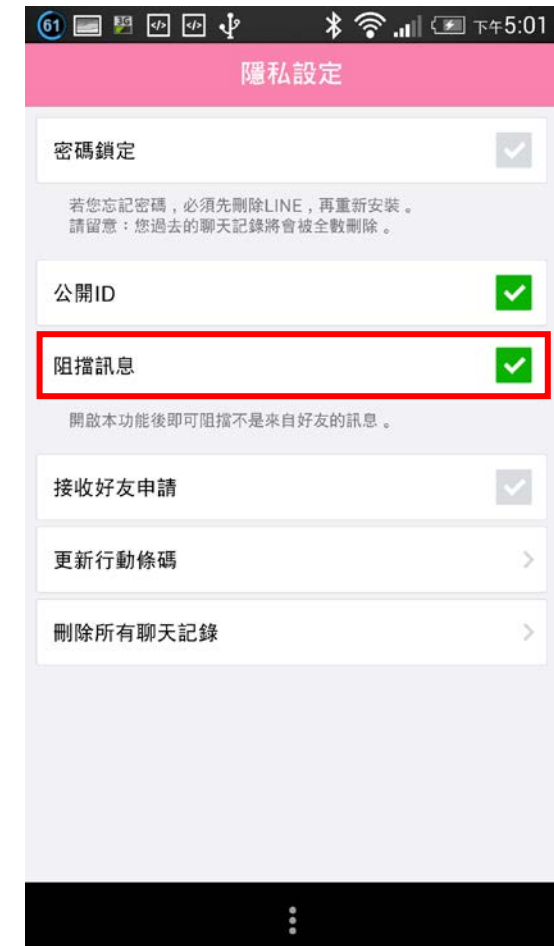 61 3G </> </> 下午5:01
隱私設定
密碼鎖定
若您忘記密碼，必須先刪除LINE，再重新安裝。
請留意：您過去的聊天記錄將會被全數刪除。
公開ID
阻擋訊息
開啟本功能後即可阻擋不是來自好友的訊息。
接收好友申請
更新行動條碼
刪除所有聊天記錄